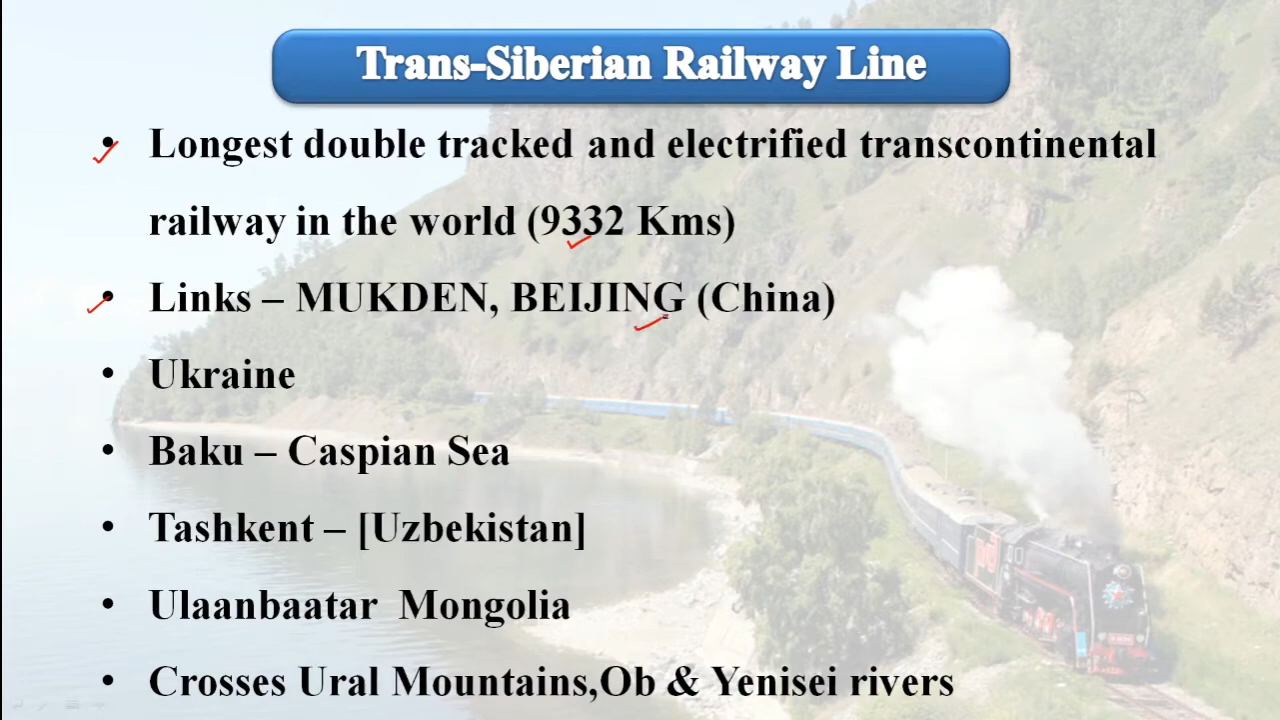 Trans-Siberian Railway Line
• Longest double tracked and electrified transcontinental
railway in the world (9332 Kms)
• Links – MUKDEN, BEIJING (China)
• Ukraine
• Baku – Caspian Sea
• Tashkent – [Uzbekistan]
• Ulaanbaatar Mongolia
• Crosses Ural Mountains,Ob & Yenisei rivers